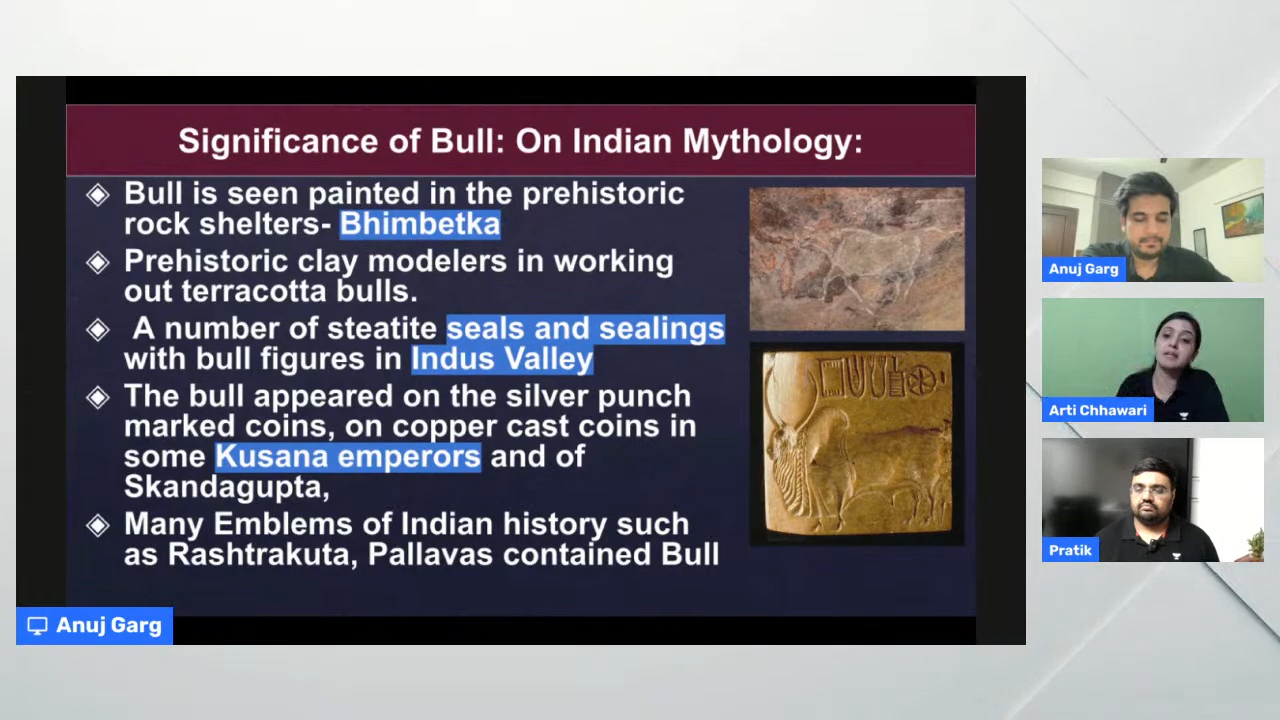 Significance of Bull: On Indian Mythology:
◈ Bull is seen painted in the prehistoric
rock shelters- Bhimbetka
◈ Prehistoric clay modelers in working
out terracotta bulls.
◈ A number of steatite seals and sealings
with bull figures in Indus Valley
◈ The bull appeared on the silver punch
marked coins, on copper cast coins in
some Kusana emperors and of
Skandagupta,
◈ Many Emblems of Indian history such
as Rashtrakuta, Pallavas contained Bull
Anuj Garg
Anuj Garg
Arti Chhawari
Pratik